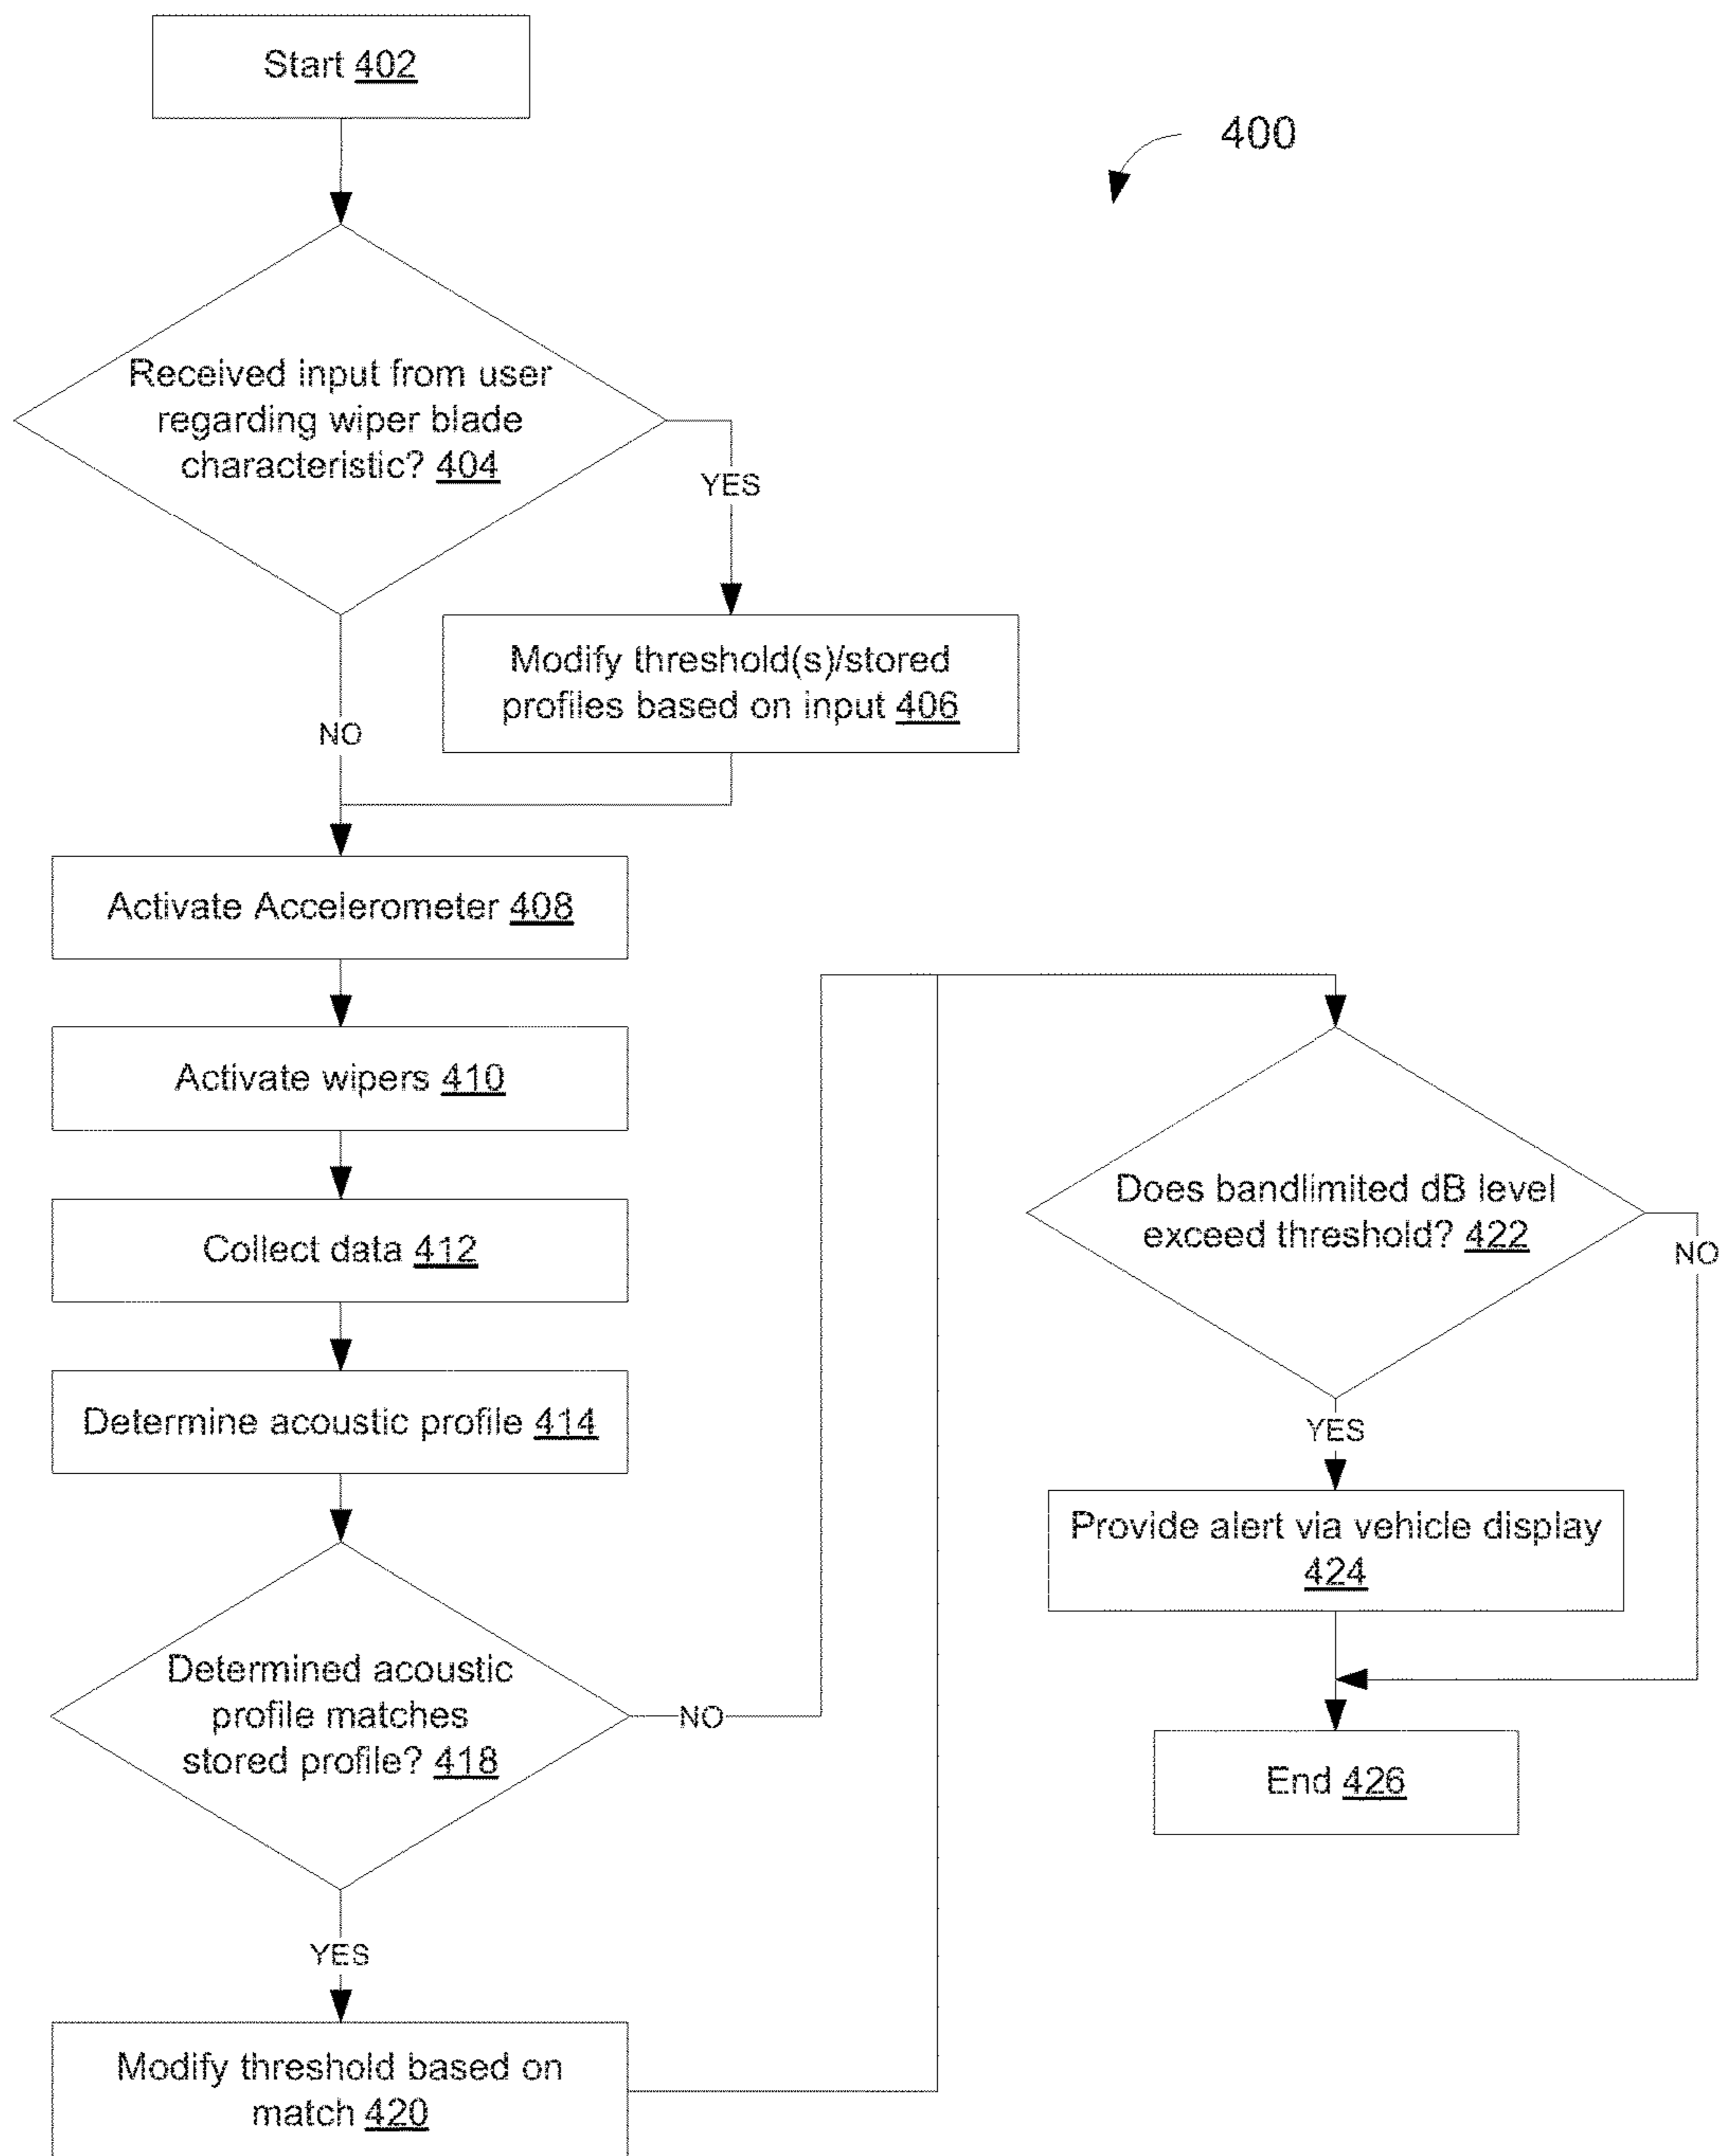 Start 402
400
Received input from user
regarding wiper blade
characteristic? 404
YES
Modify threshold(s)/stored
profiles based on input 406
NO
Activate Accelerometer 408
Activate wipers 410
Collect data 412
Determine acoustic profile 414
Determined acoustic
profile matches
stored profile? 418
NO
YES
Modify threshold based on
match 420
Does bandlimited dB level
exceed threshold? 422
NO
YES
Provide alert via vehicle display
424
End 426